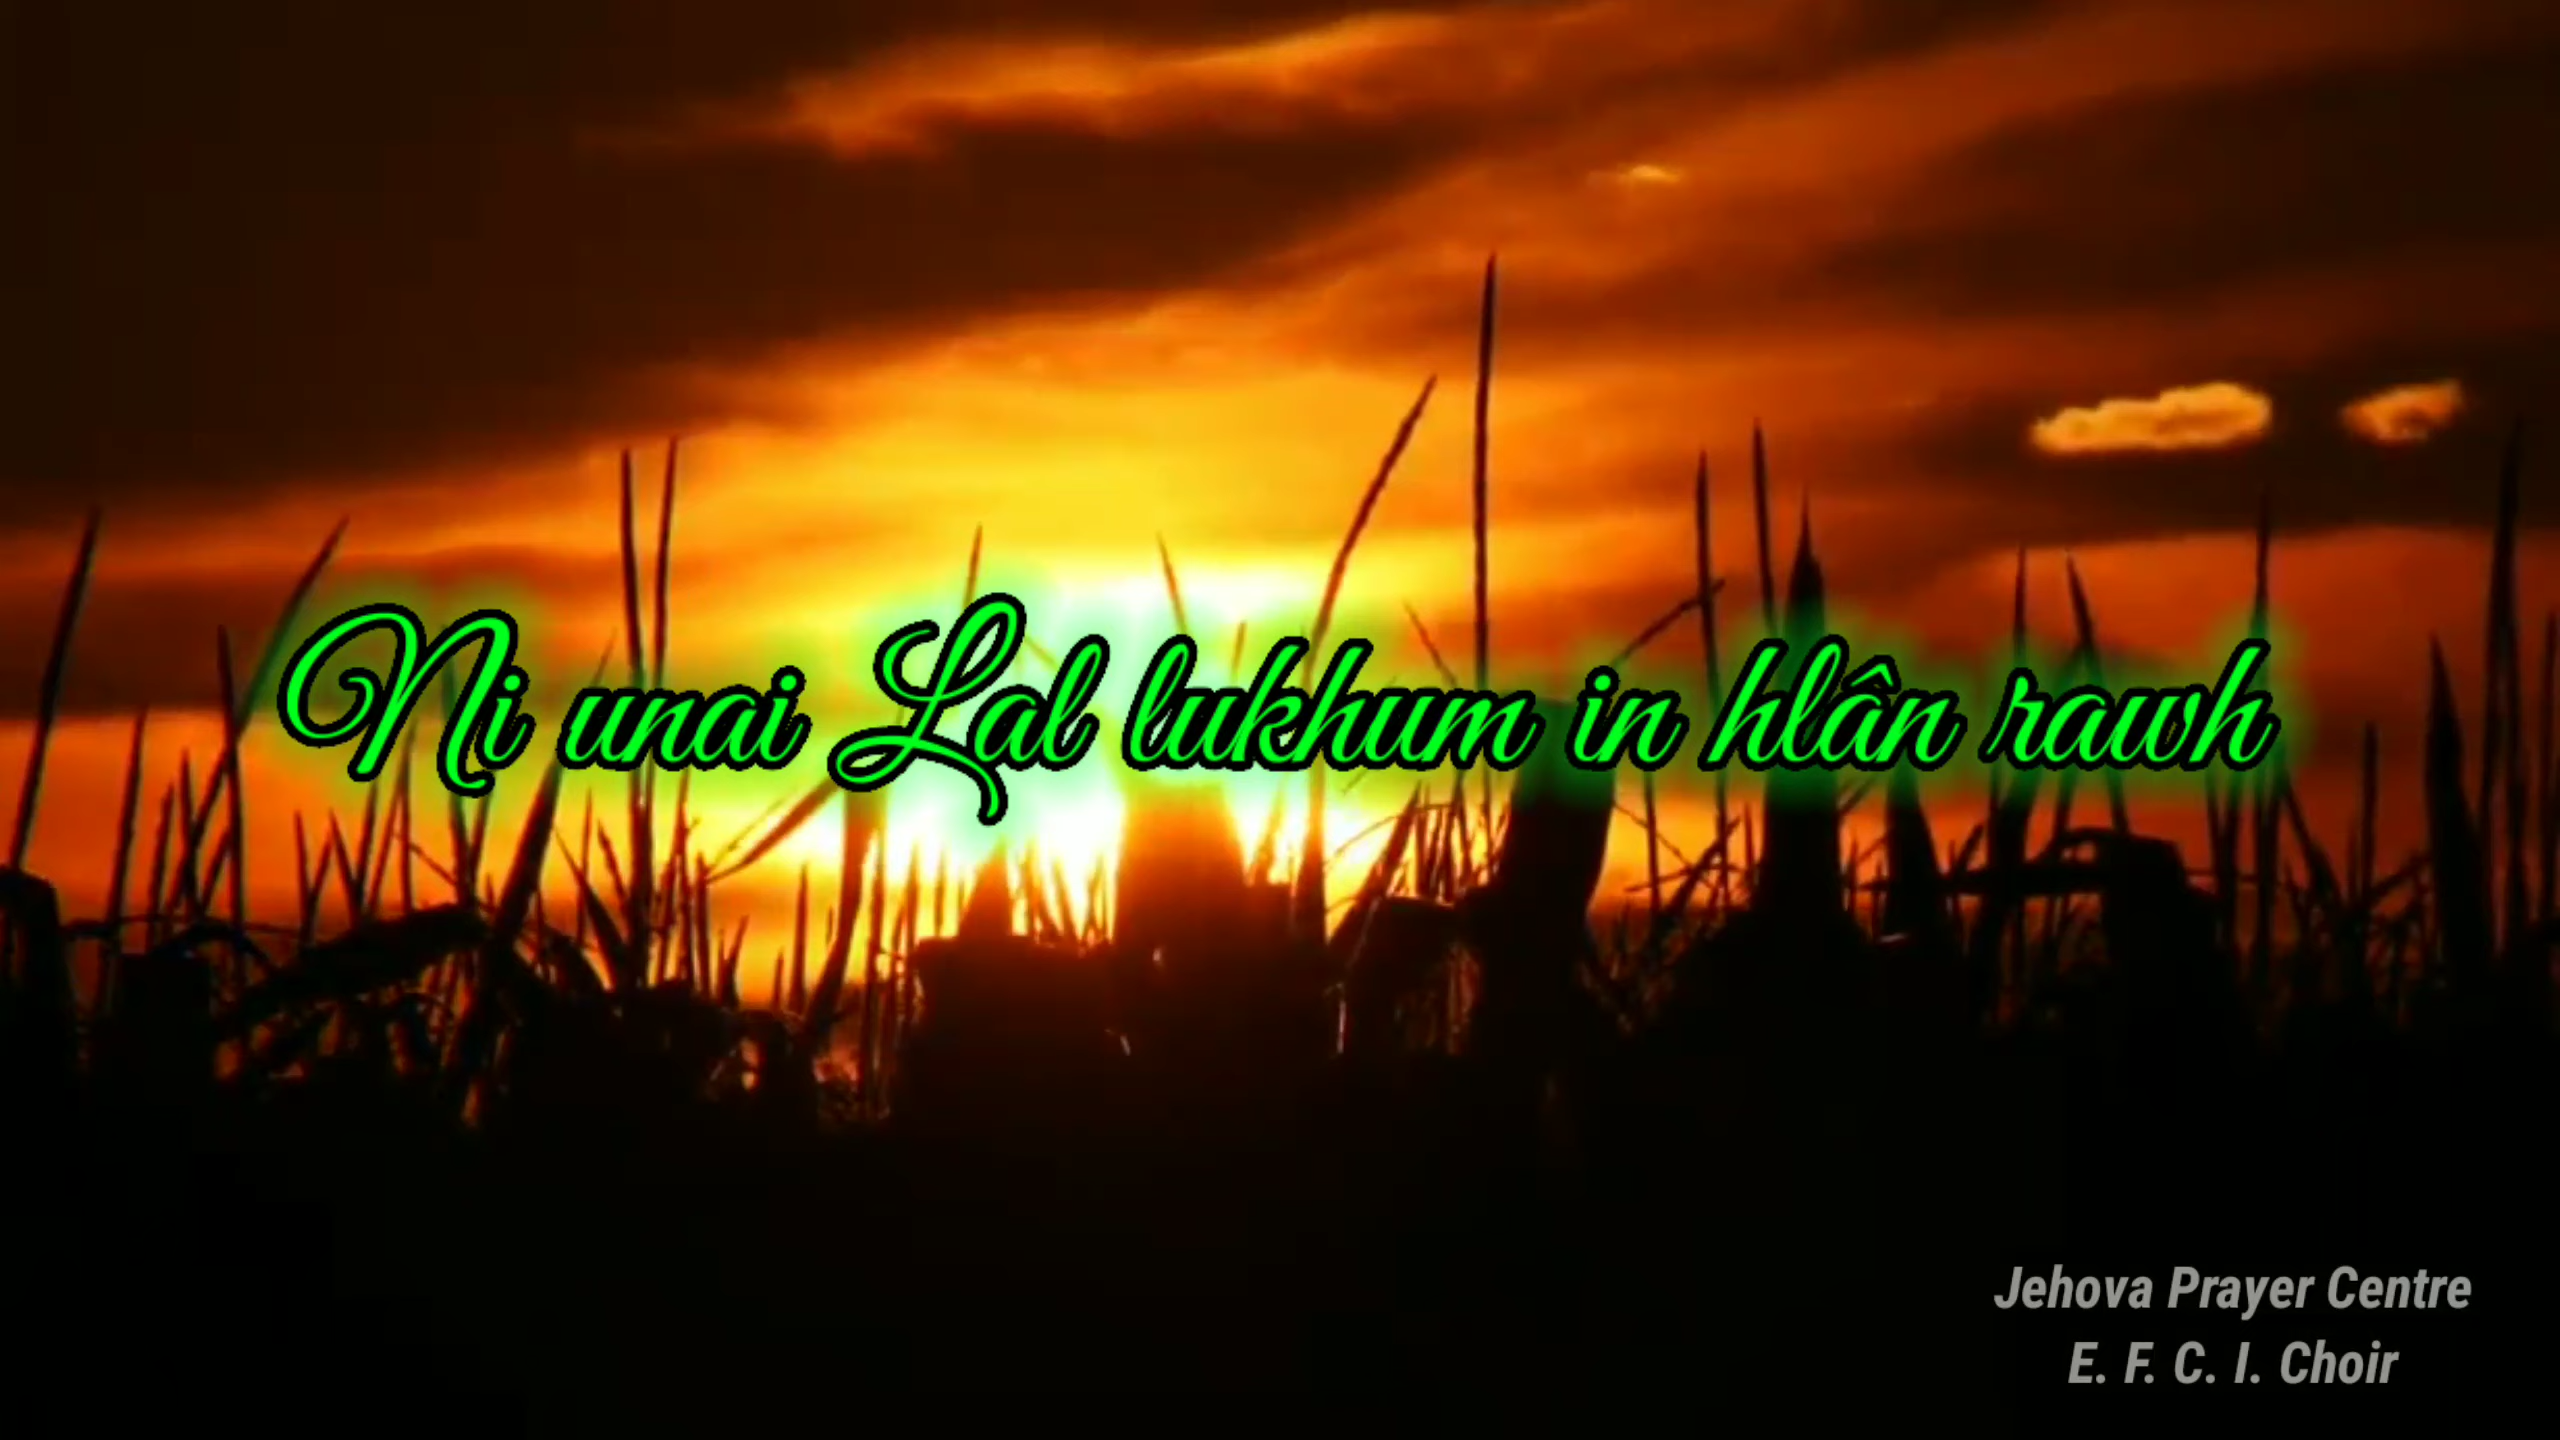 Ni unai Lal lukhum in hlân rawh
Jehova Prayer Centre
E. F. C. I. Choir